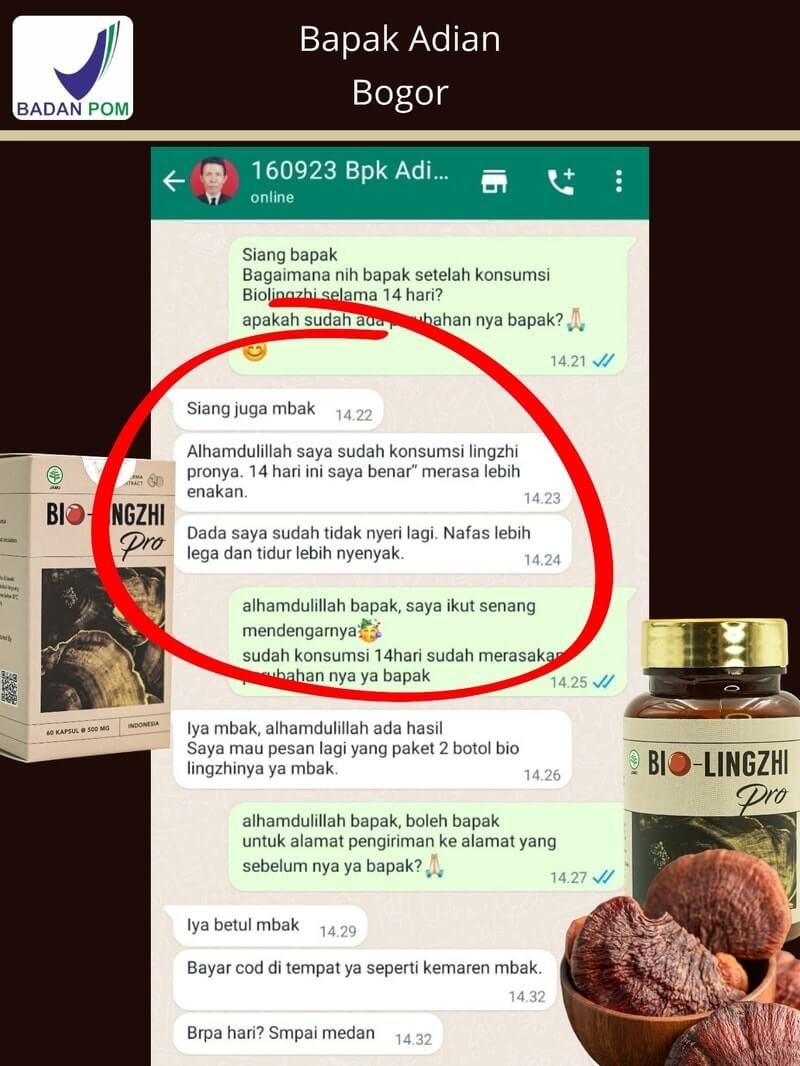 BADAN POM
Bapak Adian
Bogor
160923 Bpk Adi...
online
Siang bapak
Bagaimana nih bapak setelah konsumsi
Biolingzhi selama 14 hari?
apakah sudah ada perubahan nya bapak?🙏🏻
😊
14.21
Siang juga mbak
14.22
Alhamdulillah saya sudah konsumsi lingzhi
pronya. 14 hari ini saya benar" merasa lebih
enakan.
14.23
Dada saya sudah tidak nyeri lagi. Nafas lebih
lega dan tidur lebih nyenyak.
14.24
alhamdulillah bapak, saya ikut senang
mendengarnya🥳
sudah konsumsi 14hari sudah merasakan
perubahan nya ya bapak
14.25
Iya mbak, alhamdulillah ada hasil
Saya mau pesan lagi yang paket 2 botol bio
lingzhinya ya mbak.
14.26
alhamdulillah bapak, boleh bapak
untuk alamat pengiriman ke alamat yang
sebelum nya ya bapak?🙏🏻
14.27
Iya betul mbak
14.29
Bayar cod di tempat ya seperti kemaren mbak.
14.32
Brpa hari? Smpai medan
14.32
JAMU
BIO-LINGZHI
Pro
60 KAPSUL @ 500 MG
INDONESIA
JAMU
BIO-LINGZHI
Pro